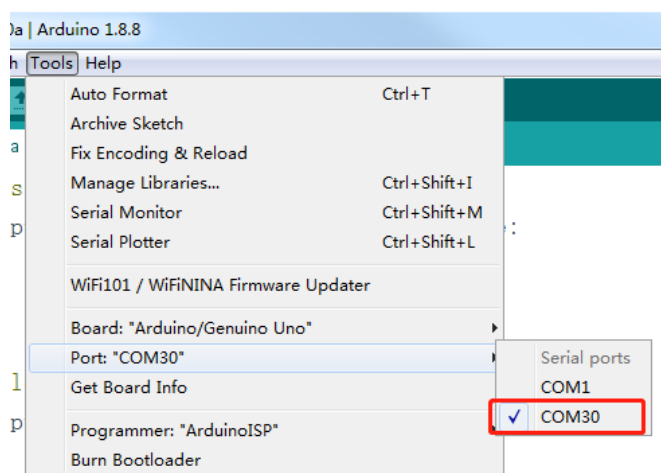 0a | Arduino 1.8.8
h Tools Help
Auto Format Ctrl+T
Archive Sketch
Fix Encoding & Reload
Manage Libraries... Ctrl+Shift+I
Serial Monitor Ctrl+Shift+M
Serial Plotter Ctrl+Shift+L
WiFi101 / WiFiNINA Firmware Updater
Board: "Arduino/Genuino Uno"
Port: "COM30"
Get Board Info
Programmer: "ArduinoISP"
Burn Bootloader
Serial ports
COM1
COM30
a
s
p :
l
p